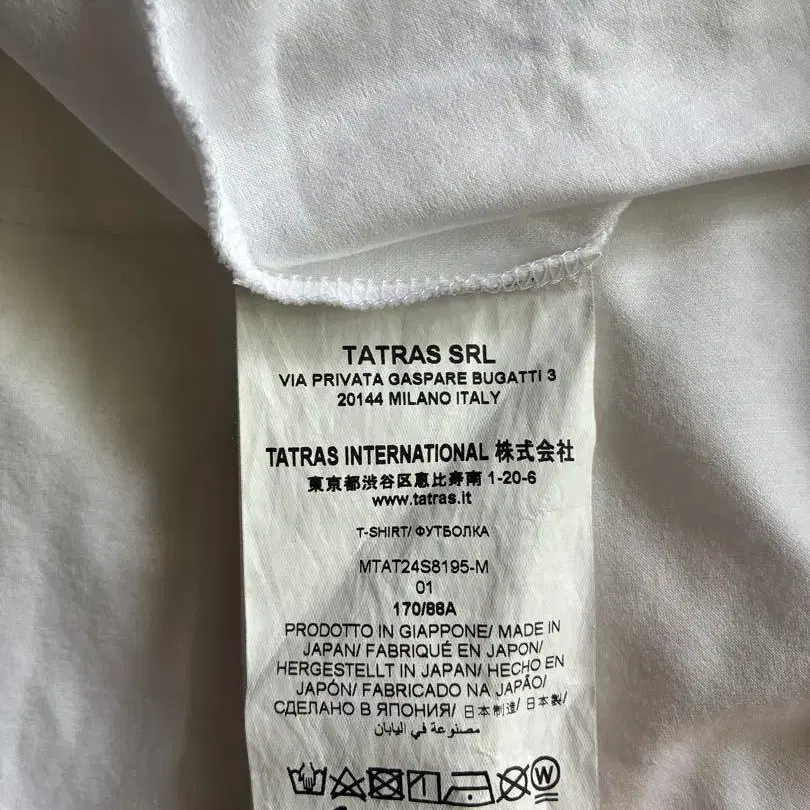 TATRAS SRL
VIA PRIVATA GASPARE BUGATTI 3
20144 MILANO ITALY
TATRAS INTERNATIONAL 株式会社
東京都渋谷区恵比寿南 1-20-6
www.tatras.it
T-SHIRT/ ФУТБОЛКА
MTAT24S8195-M
01
170/88A
PRODOTTO IN GIAPPONE/ MADE IN
JAPAN/ FABRIQUÉ EN JAPON/
HERGESTELLT IN JAPAN/ HECHO EN
JAPÓN/ FABRICADO NA JAPÃO/
СДЕЛАНО В ЯПОНИЯ/ 日本制造/ 日本製/
مصنوعة في اليابان
W